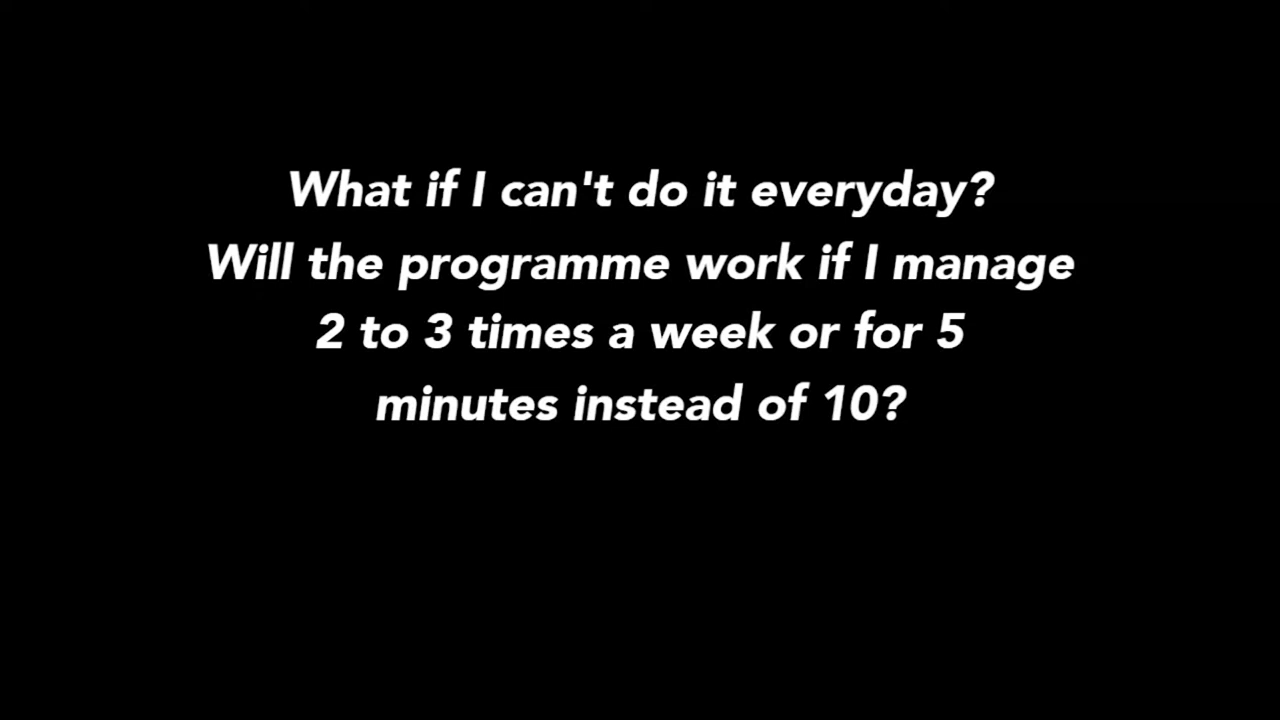 What if I can't do it everyday?
Will the programme work if I manage
2 to 3 times a week or for 5
minutes instead of 10?